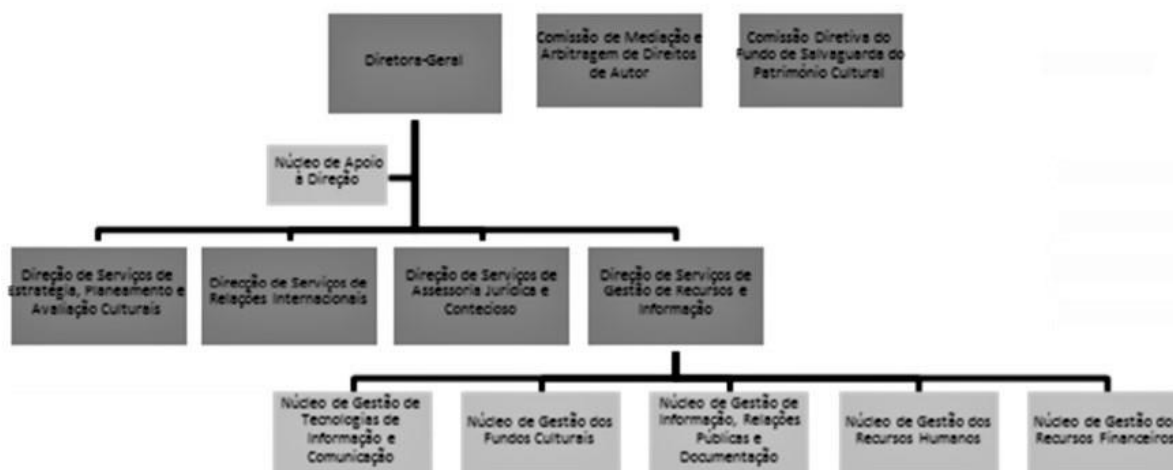 Diretora-Geral
Comissão de Mediação e
Arbitragem de Direitos
de Autor
Comissão Diretiva do
Fundo de Salvaguarda do
Património Cultural
Núcleo de Apoio
à Direção
Direção de Serviços de
Estratégia, Planeamento e
Avaliação Culturais
Direcção de Serviços de
Relações Internacionais
Direção de Serviços de
Assessoria Jurídica e
Contecioso
Direção de Serviços de
Gestão de Recursos e
Informação
Núcleo de Gestão de
Tecnologias de
Informação e
Comunicação
Núcleo de Gestão dos
Fundos Culturais
Núcleo de Gestão de
Informação, Relações
Públicas e
Documentação
Núcleo de Gestão dos
Recursos Humanos
Núcleo de Gestão dos
Recursos Financeiros